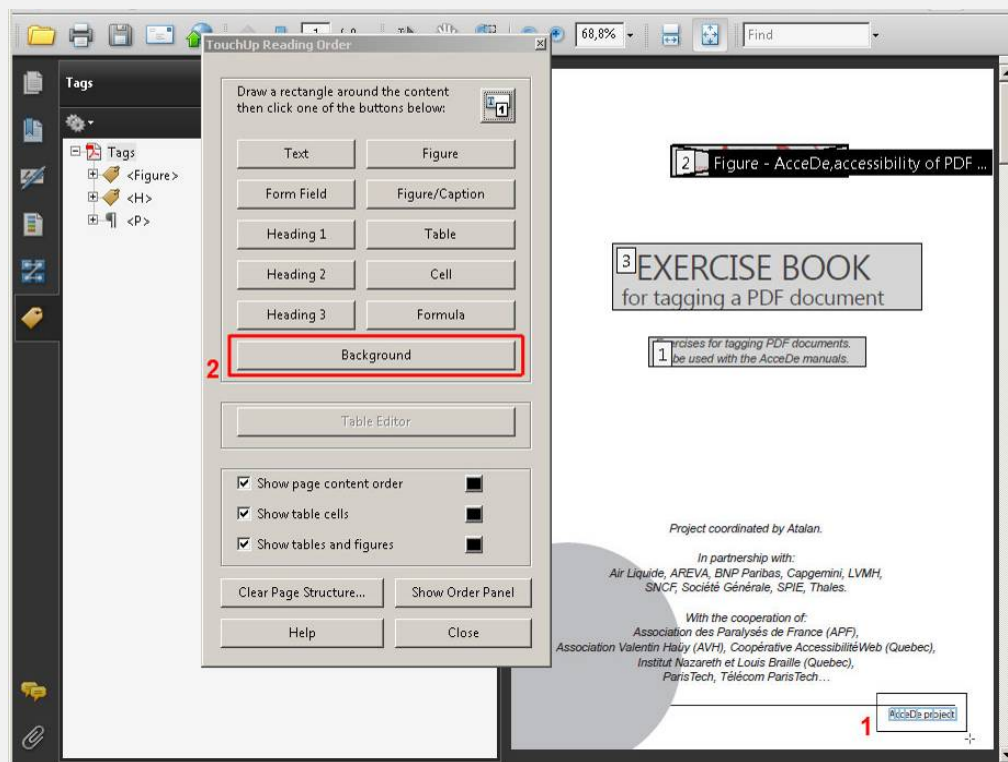 68,8%
Find
TouchUp Reading Order
Tags
Draw a rectangle around the content
then click one of the buttons below:
1
Text
Figure
Form Field
Figure/Caption
Heading 1
Table
Heading 2
Cell
Heading 3
Formula
2
Background
Table Editor
Show page content order
Show table cells
Show tables and figures
Clear Page Structure...
Show Order Panel
Help
Close
Tags
<Figure>
<H>
<P>
2 Figure - AcceDe,accessibility of PDF ...
3 EXERCISE BOOK
for tagging a PDF document
1
for tagging PDF documents.
be used with the AcceDe manuals.
Project coordinated by Atalan.
In partnership with:
Air Liquide, AREVA, BNP Paribas, Capgemini, LVMH,
SNCF, Société Générale, SPIE, Thales.
With the cooperation of:
Association des Paralysés de France (APF),
Association Valentin Haüy (AVH), Coopérative AccessibilitéWeb (Quebec),
Institut Nazareth et Louis Braille (Quebec),
ParisTech, Télécom ParisTech…
AcceDe project
1